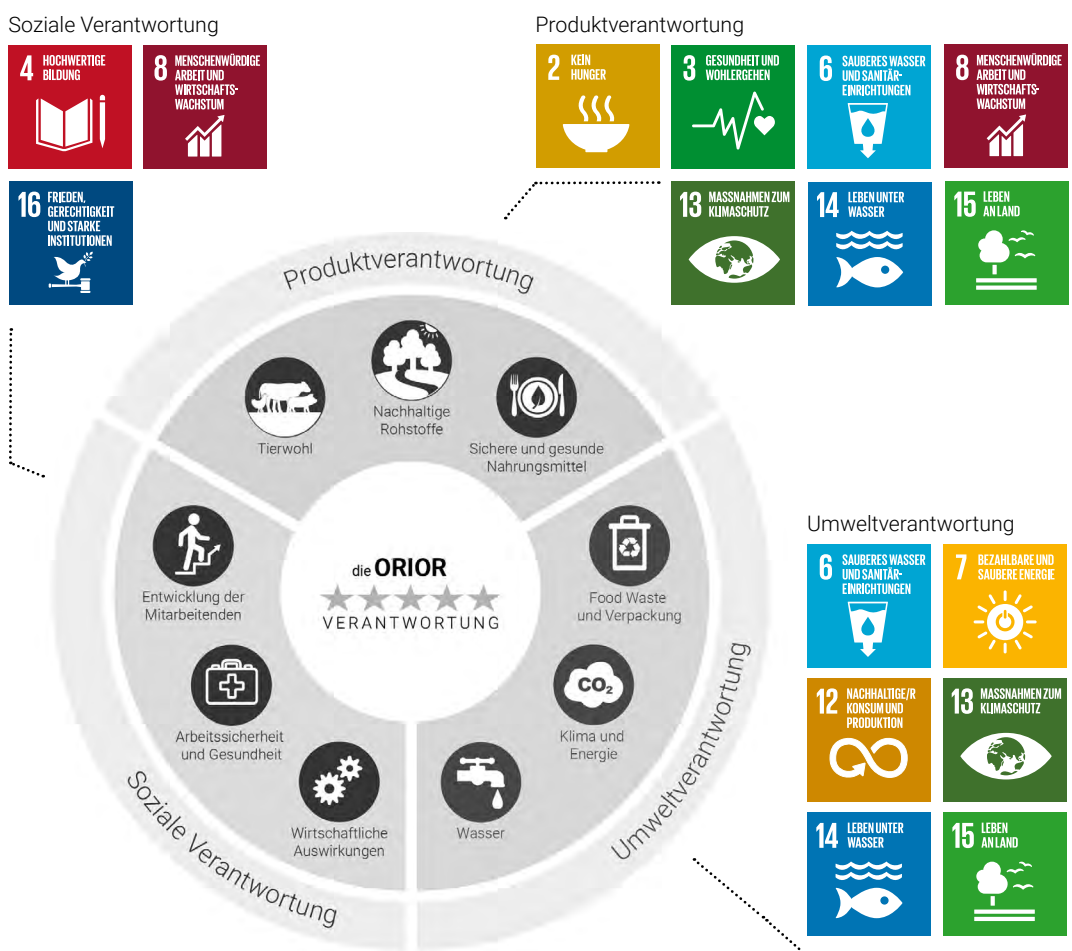 Soziale Verantwortung
4 HOCHWERTIGE
BILDUNG
8 MENSCHENWÜRDIGE
ARBEIT UND
WIRTSCHAFTS-
WACHSTUM
16 FRIEDEN,
GERECHTIGKEIT
UND STARKE
INSTITUTIONEN
Produktverantwortung
2 KEIN
HUNGER
3 GESUNDHEIT UND
WOHLERGEHEN
6 SAUBERES WASSER
UND SANITÄR-
EINRICHTUNGEN
8 MENSCHENWÜRDIGE
ARBEIT UND
WIRTSCHAFTS-
WACHSTUM
13 MASSNAHMEN ZUM
KLIMASCHUTZ
14 LEBEN UNTER
WASSER
15 LEBEN
AN LAND
Produktverantwortung
Tierwohl
Nachhaltige
Rohstoffe
Sichere und gesunde
Nahrungsmittel
Entwicklung der
Mitarbeitenden
Arbeitssicherheit
und Gesundheit
Wirtschaftliche
Auswirkungen
Soziale Verantwortung
die ORIOR
VERANTWORTUNG
Food Waste
und Verpackung
CO₂
Klima und
Energie
Wasser
Umweltverantwortung
Umweltverantwortung
6 SAUBERES WASSER
UND SANITÄR-
EINRICHTUNGEN
7 BEZAHLBARE UND
SAUBERE ENERGIE
12 NACHHALTIGE/R
KONSUM UND
PRODUKTION
13 MASSNAHMEN ZUM
KLIMASCHUTZ
14 LEBEN UNTER
WASSER
15 LEBEN
AN LAND